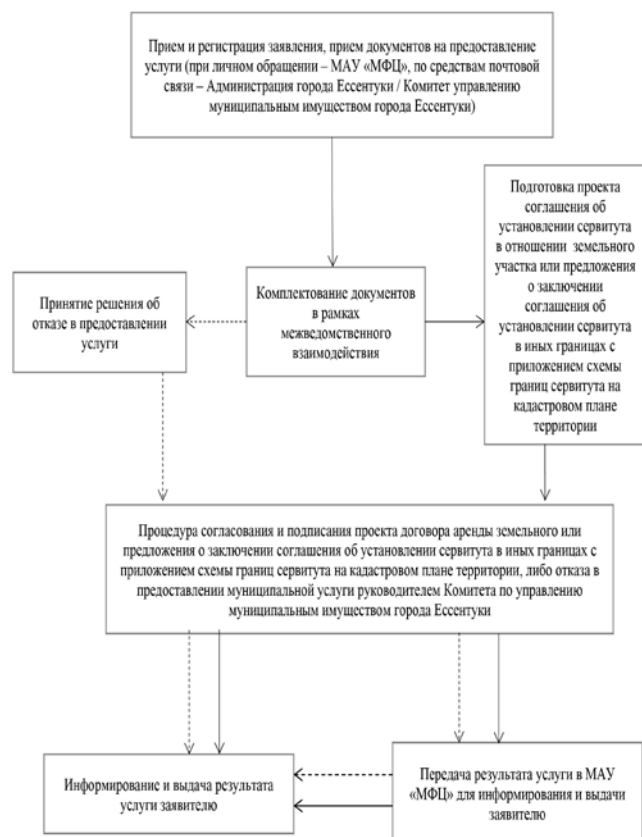 Прием и регистрация заявления, прием документов на предоставление
услуги (при личном обращении – МАУ «МФЦ», по средствам почтовой
связи – Администрация города Ессентуки / Комитет управлению
муниципальным имуществом города Ессентуки)
Подготовка проекта
соглашения об
установлении сервитута
в отношении земельного
участка или предложения
о заключении
соглашения об
установлении сервитута
в иных границах с
приложением схемы
границ сервитута на
кадастровом плане
территории
Комплектование документов
в рамках
межведомственного
взаимодействия
Принятие решения об
отказе в предоставлении
услуги
Процедура согласования и подписания проекта договора аренды земельного или
предложения о заключении соглашения об установлении сервитута в иных границах с
приложением схемы границ сервитута на кадастровом плане территории, либо отказа в
предоставлении муниципальной услуги руководителем Комитета по управлению
муниципальным имуществом города Ессентуки
Информирование и выдача результата
услуги заявителю
Передача результата услуги в МАУ
«МФЦ» для информирования и выдачи
заявителю